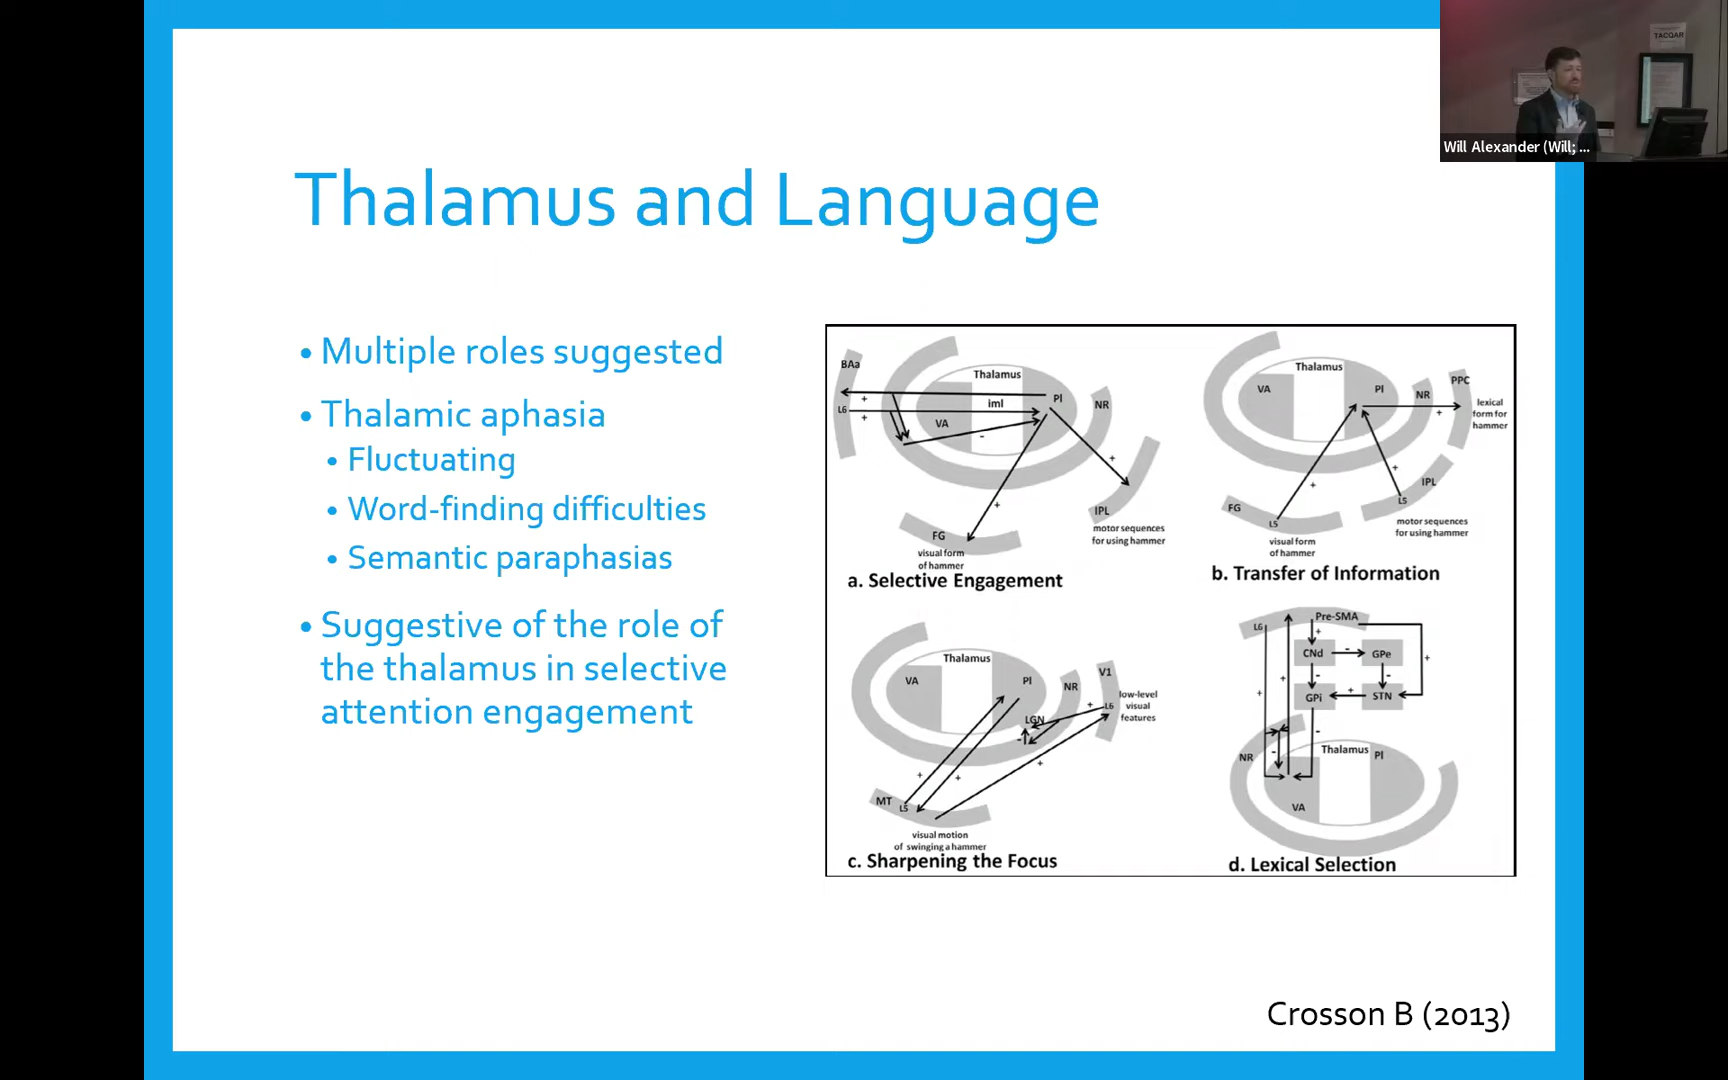 TACQAR
Will Alexander (Will; ...
Thalamus and Language
• Multiple roles suggested
• Thalamic aphasia
• Fluctuating
• Word-finding difficulties
• Semantic paraphasias
• Suggestive of the role of
the thalamus in selective
attention engagement
BAa
Thalamus
PI
L6
+
+
iml
NR
VA
-
+
+
IPL
motor sequences
for using hammer
FG
visual form
of hammer
a. Selective Engagement
Thalamus
VA
PI
NR
PPC
+
lexical
form for
hammer
+
+
IPL
L5
motor sequences
for using hammer
FG
L5
visual form
of hammer
b. Transfer of Information
Thalamus
VA
PI
NR
V1
low-level
visual
features
+
L6
LGN
-
+
+
+
MT
L5
visual motion
of swinging a hammer
c. Sharpening the Focus
Pre-SMA
L6
+
CNd
-
GPe
+
-
-
+
+
GPi
+
STN
-
-
NR
Thalamus
PI
VA
d. Lexical Selection
Crosson B (2013)